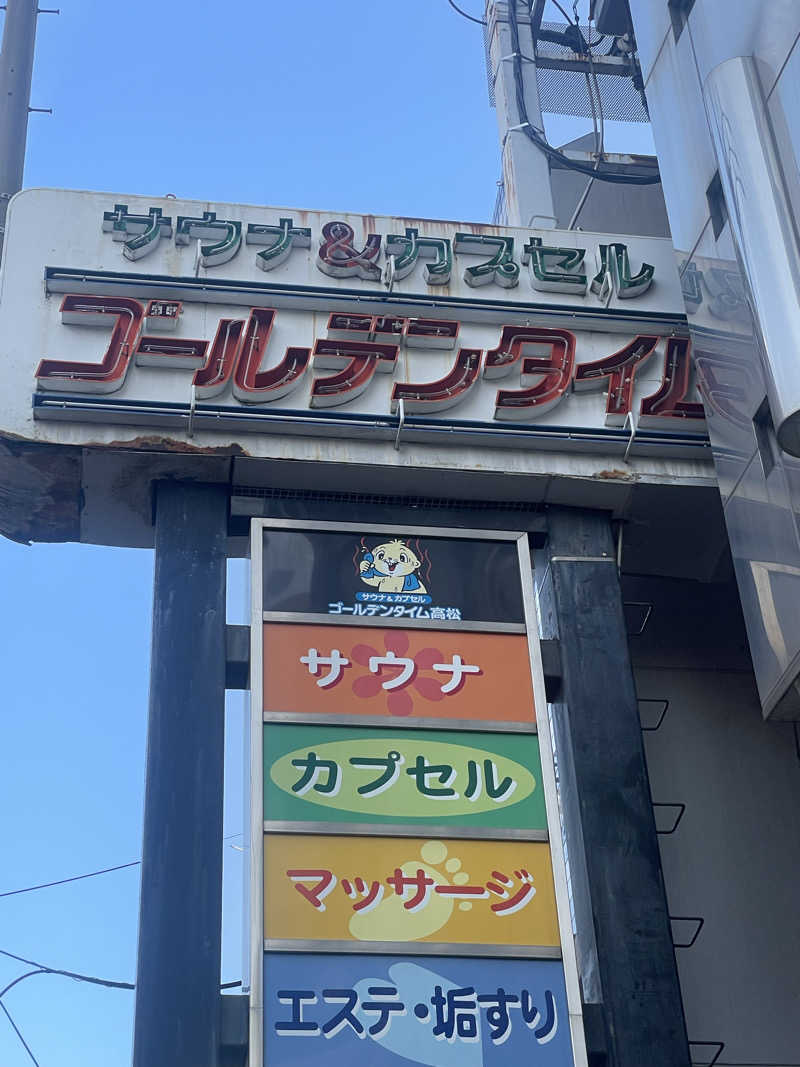 サウナ&カプセル
ゴールデンタイム
サウナ&カプセル
ゴールデンタイム高松
サウナ
カプセル
マッサージ
エステ・垢すり